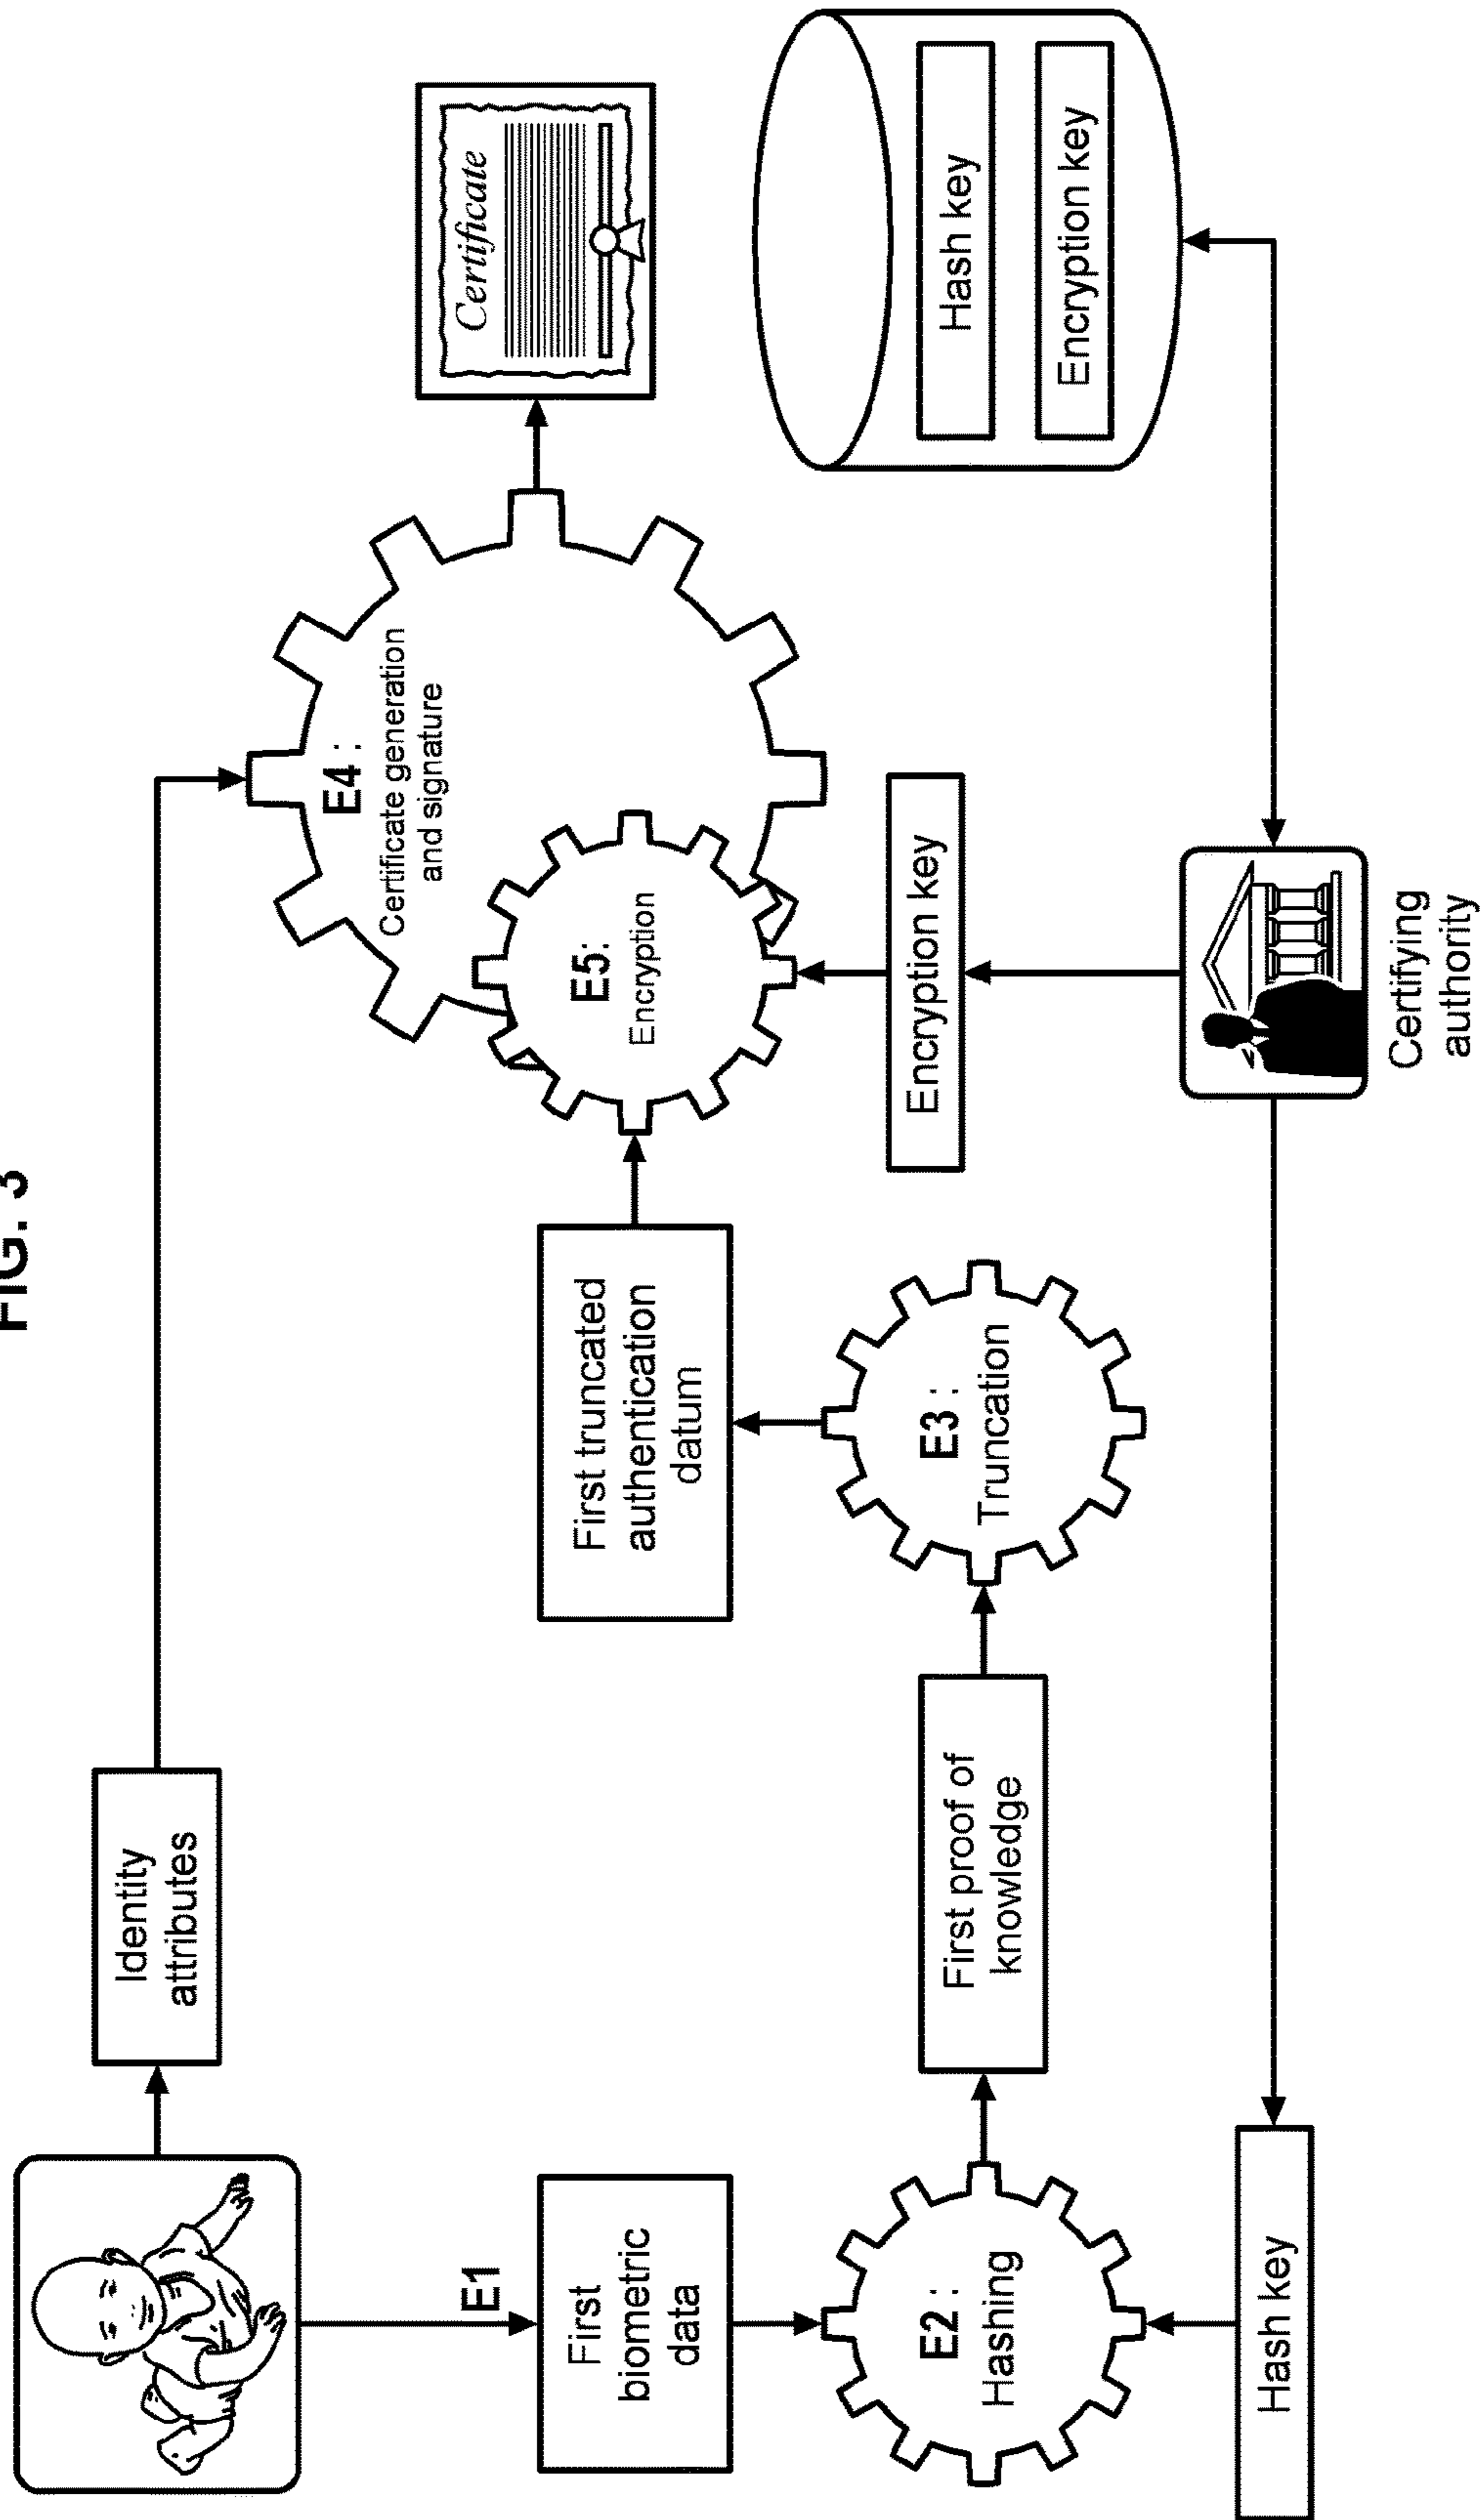 FIG. 3
Identity
attributes
E4 :
Certificate generation
and signature
Certificate
E1
First
biometric
data
First truncated
authentication
datum
E5:
Encryption
E2 :
Hashing
First proof of
knowledge
E3 :
Truncation
Encryption key
Hash key
Encryption key
Hash key
Certifying
authority